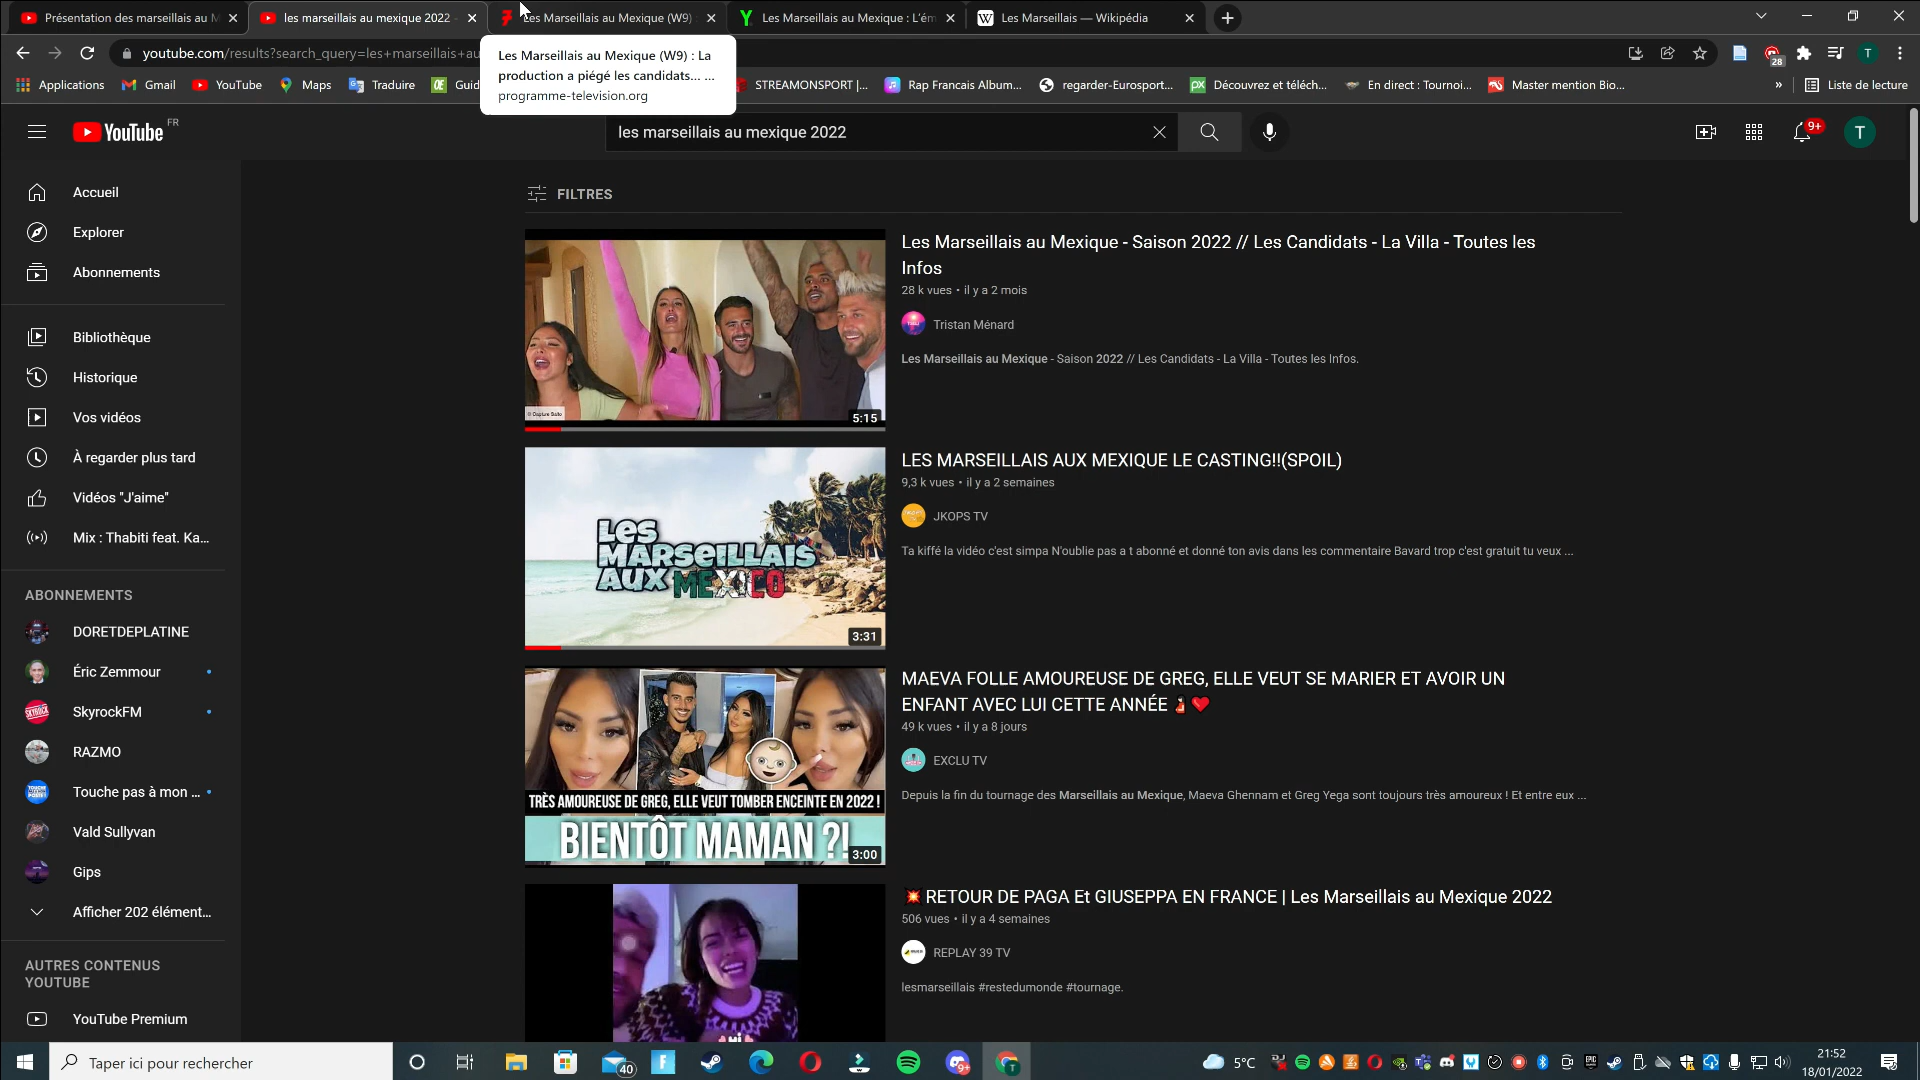 Présentation des marseillais au M
les marseillais au mexique 2022 -
Les Marseillais au Mexique (W9) :
Les Marseillais au Mexique : L'ém
Les Marseillais — Wikipédia
youtube.com/results?search_query=les+marseillais+au
28
T
Les Marseillais au Mexique (W9) : La
production a piégé les candidats... ...
programme-television.org
Applications
Gmail
YouTube
Maps
Traduire
Guid
STREAMONSPORT |...
Rap Francais Album...
regarder-Eurosport...
Découvrez et téléch...
En direct : Tournoi...
Master mention Bio...
»
Liste de lecture
YouTube FR
les marseillais au mexique 2022
9+
T
Accueil
Explorer
Abonnements
Bibliothèque
Historique
Vos vidéos
À regarder plus tard
Vidéos "J'aime"
Mix : Thabiti feat. Ka...
ABONNEMENTS
DORETDEPLATINE
Éric Zemmour
SkyrockFM
RAZMO
Touche pas à mon ...
Vald Sullyvan
Gips
Afficher 202 élément...
AUTRES CONTENUS
YOUTUBE
YouTube Premium
FILTRES
5:15
Les Marseillais au Mexique - Saison 2022 // Les Candidats - La Villa - Toutes les
Infos
28 k vues • il y a 2 mois
Tristan Ménard
Les Marseillais au Mexique - Saison 2022 // Les Candidats - La Villa - Toutes les Infos.
Les
MARSEILLAIS
AUX MEXICO
3:31
LES MARSEILLAIS AUX MEXIQUE LE CASTING!!(SPOIL)
9,3 k vues • il y a 2 semaines
JKOPS TV
Ta kiffé la vidéo c'est simpa N'oublie pas a t abonné et donné ton avis dans les commentaire Bavard trop c'est gratuit tu veux ...
TRÈS AMOUREUSE DE GREG, ELLE VEUT TOMBER ENCEINTE EN 2022 !
BIENTÔT MAMAN ?!
3:00
MAEVA FOLLE AMOUREUSE DE GREG, ELLE VEUT SE MARIER ET AVOIR UN
ENFANT AVEC LUI CETTE ANNÉE 🤰❤️
49 k vues • il y a 8 jours
EXCLU TV
Depuis la fin du tournage des Marseillais au Mexique, Maeva Ghennam et Greg Yega sont toujours très amoureux ! Et entre eux ...
💥 RETOUR DE PAGA Et GIUSEPPA EN FRANCE | Les Marseillais au Mexique 2022
506 vues • il y a 4 semaines
REPLAY 39 TV
lesmarseillais #restedumonde #tournage.
Taper ici pour rechercher
40
9+
T
5°C
21:52
18/01/2022